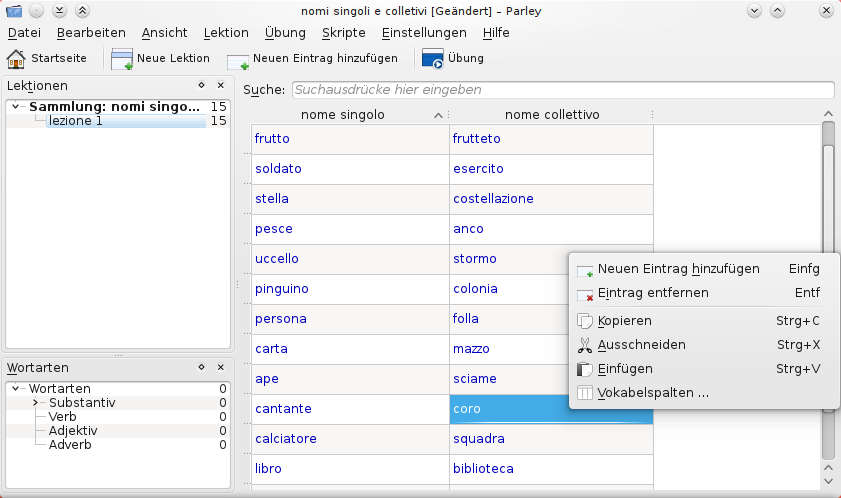 nomi singoli e colletivi [Geändert] – Parley
Datei Bearbeiten Ansicht Lektion Übung Skripte Einstellungen Hilfe
Startseite Neue Lektion Neuen Eintrag hinzufügen Übung
Lektionen
Sammlung: nomi singo... 15
lezione 1 15
Wortarten
Wortarten 0
Substantiv 0
Verb 0
Adjektiv 0
Adverb 0
Suche: Suchausdrücke hier eingeben
nome singolo nome collettivo
frutto frutteto
soldato esercito
stella costellazione
pesce anco
uccello stormo
pinguino colonia
persona folla
carta mazzo
ape sciame
cantante coro
calciatore squadra
libro biblioteca
Neuen Eintrag hinzufügen Einfg
Eintrag entfernen Entf
Kopieren Strg+C
Ausschneiden Strg+X
Einfügen Strg+V
Vokabelspalten ...